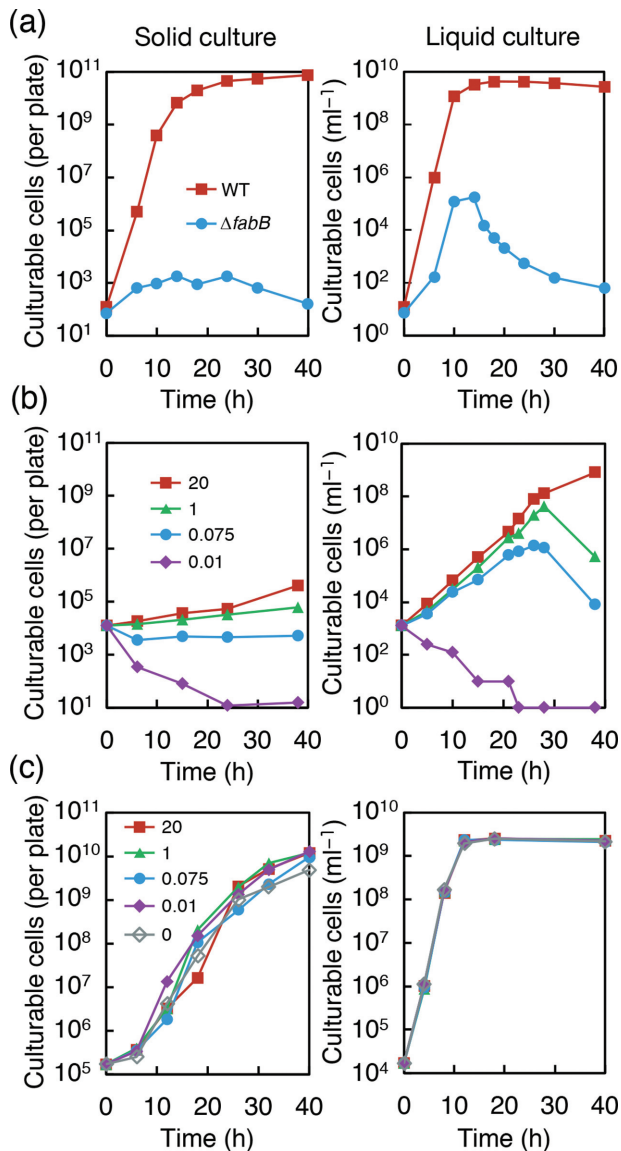 (a)
Solid culture
Liquid culture
Culturable cells (per plate)
10¹¹
10⁹
10⁷
10⁵
10³
10¹
WT
ΔfabB
0 10 20 30 40
Time (h)
Culturable cells (ml⁻¹)
10¹⁰
10⁸
10⁶
10⁴
10²
10⁰
0 10 20 30 40
Time (h)
(b)
Culturable cells (per plate)
10¹¹
10⁹
10⁷
10⁵
10³
10¹
20
1
0.075
0.01
0 10 20 30 40
Time (h)
Culturable cells (ml⁻¹)
10¹⁰
10⁸
10⁶
10⁴
10²
10⁰
0 10 20 30 40
Time (h)
(c)
Culturable cells (per plate)
10¹¹
10¹⁰
10⁹
10⁸
10⁷
10⁶
10⁵
20
1
0.075
0.01
0
0 10 20 30 40
Time (h)
Culturable cells (ml⁻¹)
10¹⁰
10⁹
10⁸
10⁷
10⁶
10⁵
10⁴
0 10 20 30 40
Time (h)